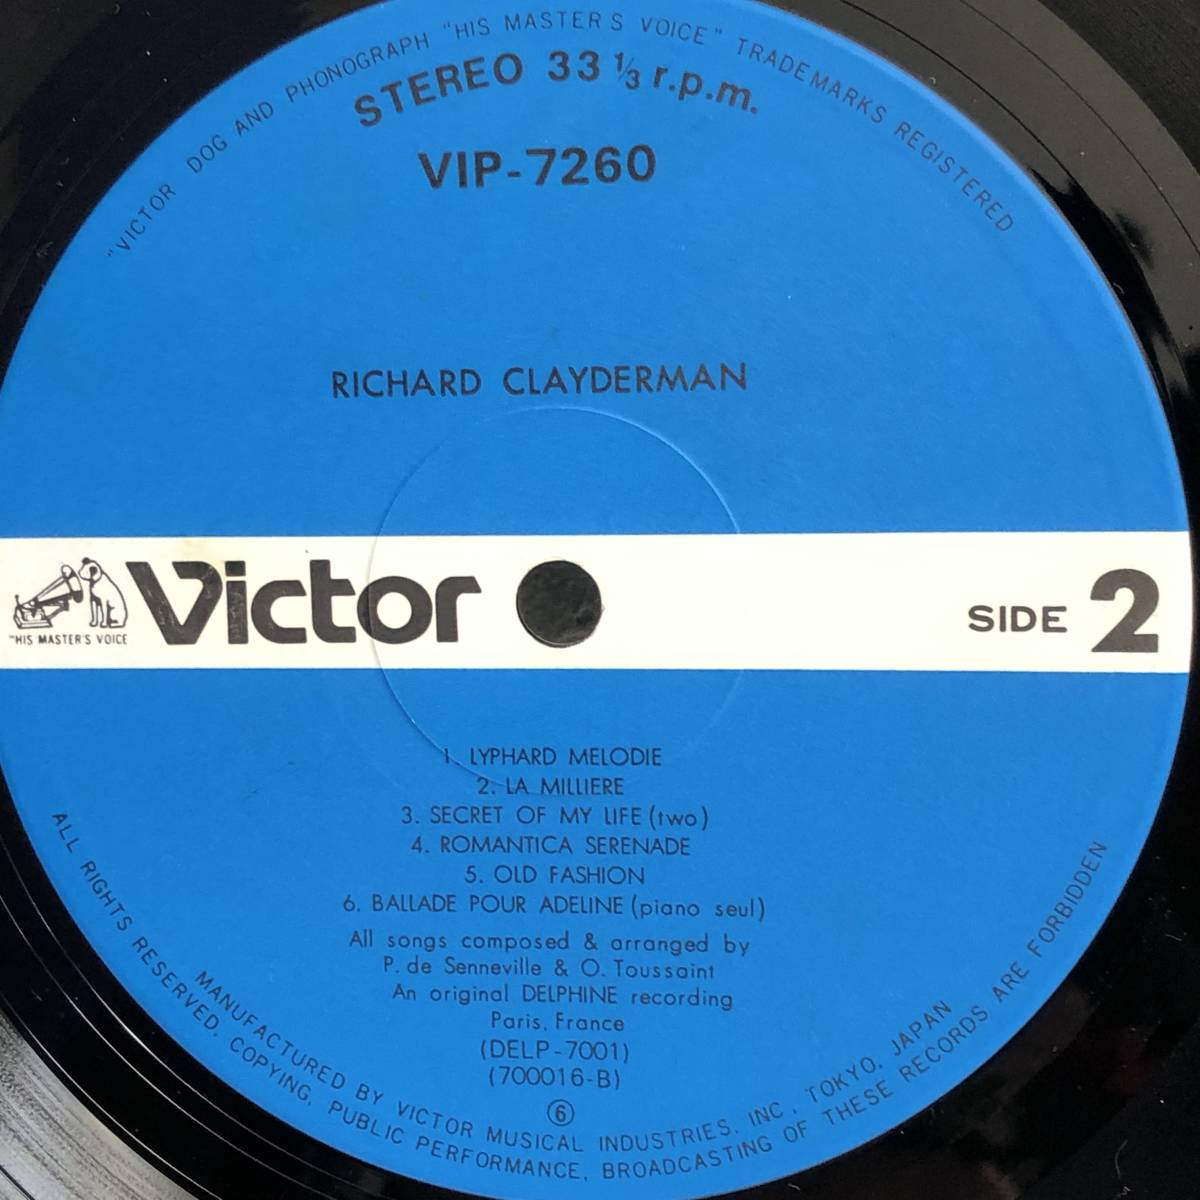 "VICTOR DOG AND PHONOGRAPH "HIS MASTER'S VOICE" TRADEMARKS REGISTERED
STEREO 33 ⅓ r.p.m.
VIP-7260
RICHARD CLAYDERMAN
Victor
"HIS MASTER'S VOICE
SIDE 2
1. LYPHARD MELODIE
2. LA MILLIERE
3. SECRET OF MY LIFE (two)
4. ROMANTICA SERENADE
5. OLD FASHION
6. BALLADE POUR ADELINE (piano seul)
All songs composed & arranged by
P. de Senneville & O. Toussaint
An original DELPHINE recording
Paris, France
(DELP-7001)
(700016-B)
⑥
MANUFACTURED BY VICTOR MUSICAL INDUSTRIES, INC., TOKYO, JAPAN
ALL RIGHTS RESERVED. COPYING, PUBLIC PERFORMANCE, BROADCASTING OF THESE RECORDS ARE FORBIDDEN